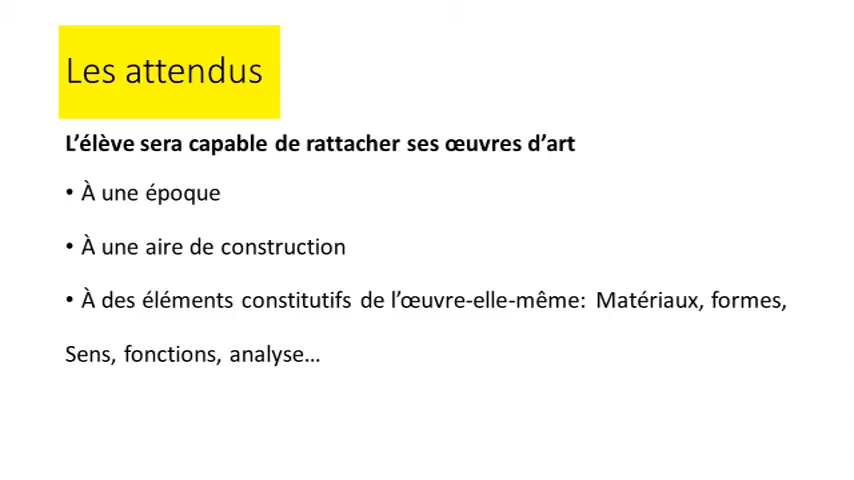 Les attendus
L’élève sera capable de rattacher ses œuvres d’art
• À une époque
• À une aire de construction
• À des éléments constitutifs de l’œuvre-elle-même: Matériaux, formes,
Sens, fonctions, analyse…